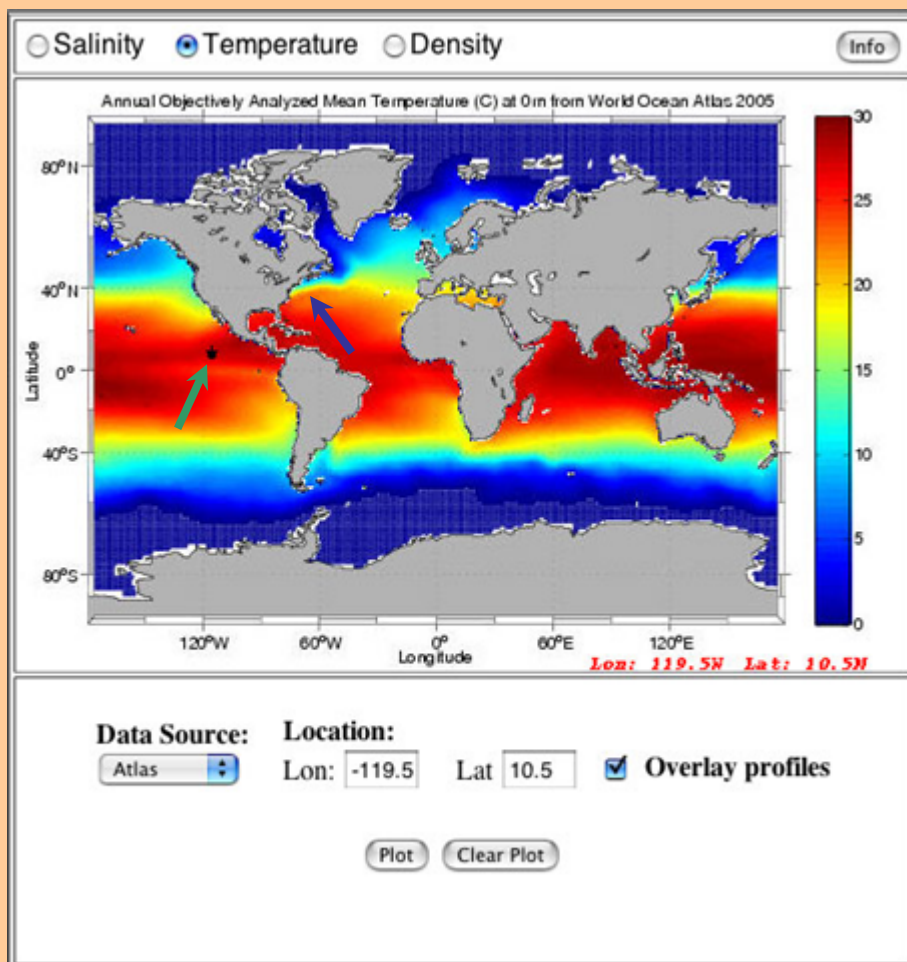 Salinity Temperature Density Info
Annual Objectively Analyzed Mean Temperature (C) at 0m from World Ocean Atlas 2005
80°N
40°N
0°
40°S
80°S
Latitude
120°W 60°W 0° 60°E 120°E
Longitude
30
25
20
15
10
5
0
Lon: 119.5W Lat: 10.5N
Data Source: Location:
Atlas Lon: -119.5 Lat 10.5 Overlay profiles
Plot Clear Plot